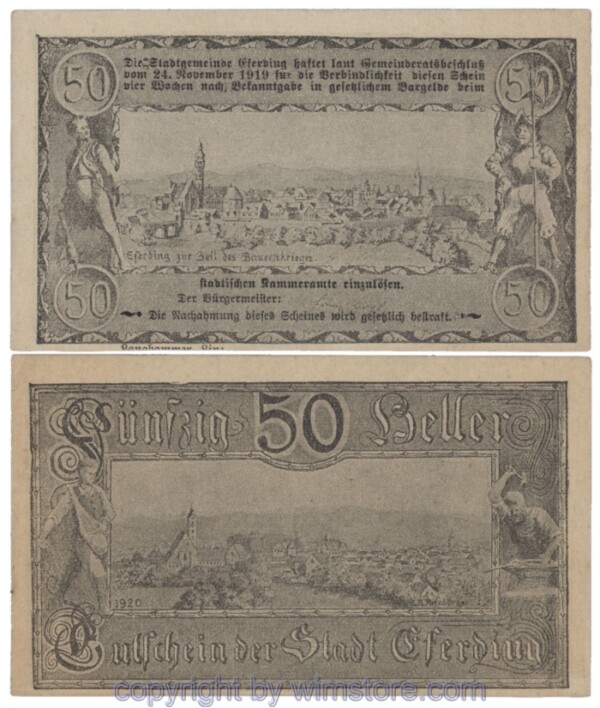 50 50
Die Stadtgemeinde Eferding haftet laut Gemeinderatsbeschluß
vom 24. November 1919 für die Verbindlichkeit diesen Schein
vier Wochen nach Bekanntgabe in gesetzlichem Bargelde beim
Eferding zur Zeit des Bauernkrieges
50 50
städtischen Kammeramte einzulösen.
Der Bürgermeister:
Die Nachahmung dieses Scheines wird gesetzlich bestraft.
Fünfzig 50 Heller
1920
Gutschein der Stadt Eferding
copyright by wimstore.com